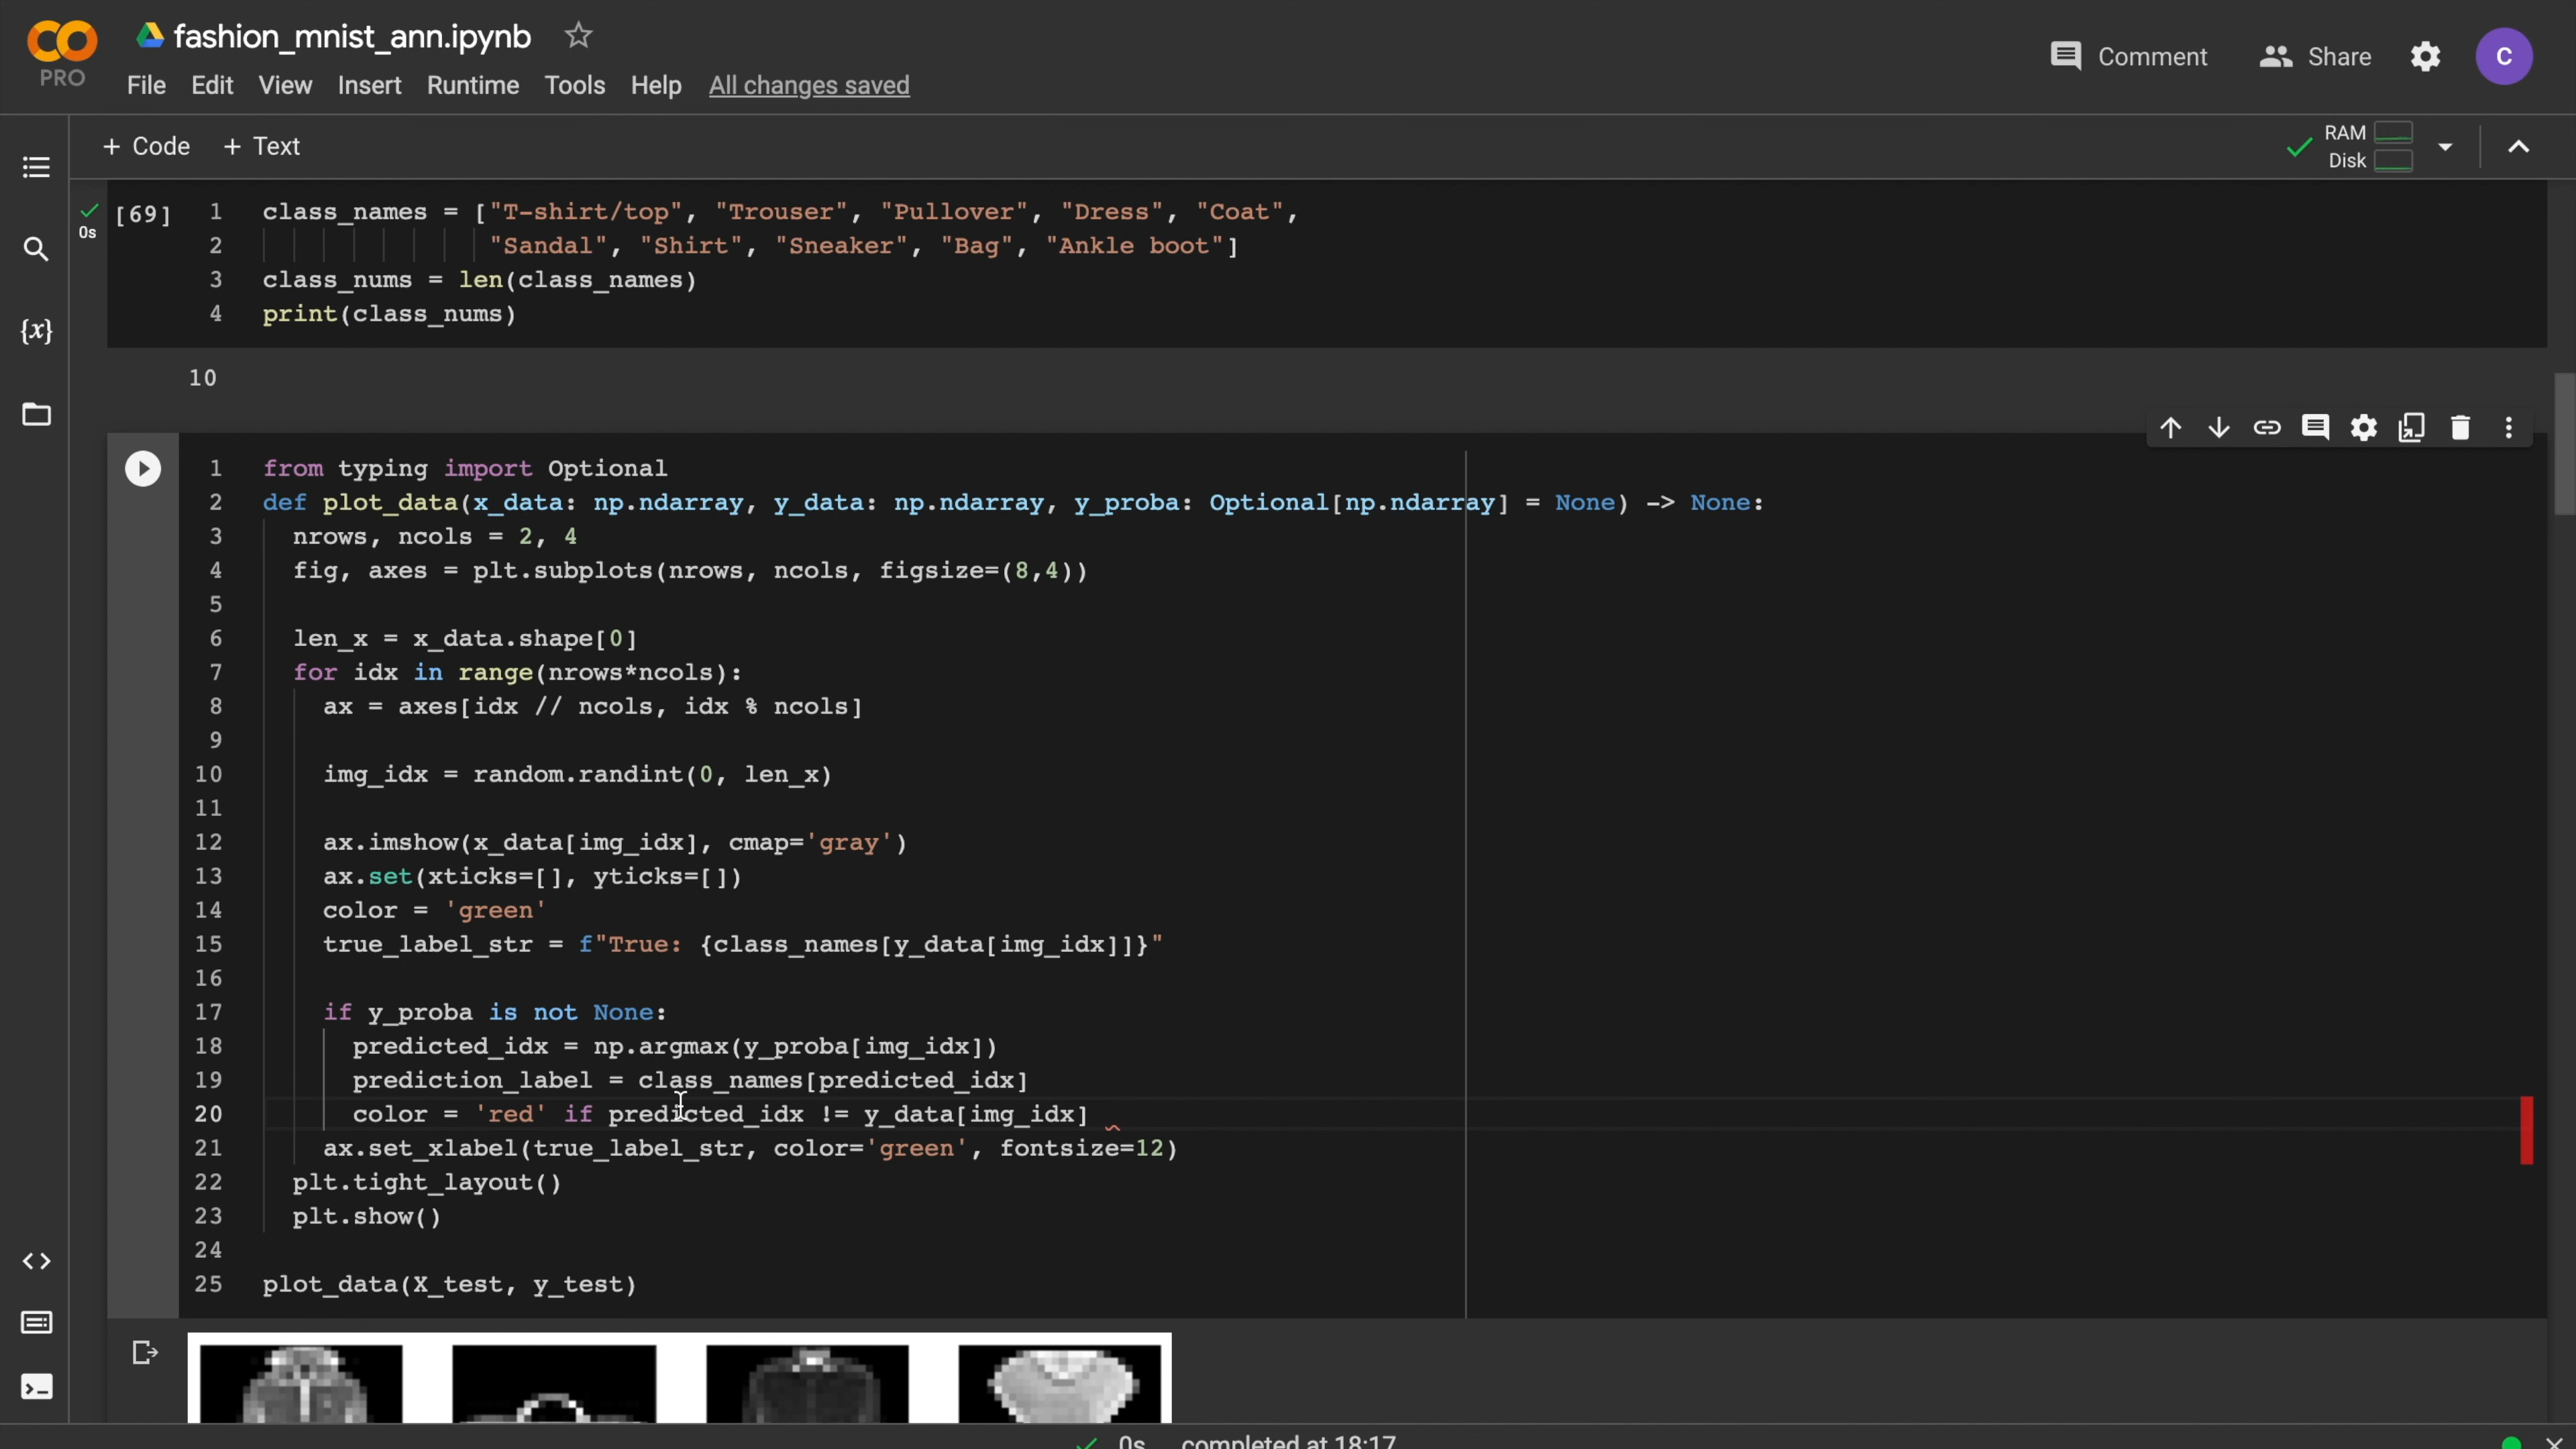 fashion_mnist_ann.ipynb
PRO
File Edit View Insert Runtime Tools Help All changes saved
Comment Share C
+ Code + Text
RAM
Disk
[69]
0s
1 class_names = ["T-shirt/top", "Trouser", "Pullover", "Dress", "Coat",
2 "Sandal", "Shirt", "Sneaker", "Bag", "Ankle boot"]
3 class_nums = len(class_names)
4 print(class_nums)
10
{x}
1 from typing import Optional
2 def plot_data(x_data: np.ndarray, y_data: np.ndarray, y_proba: Optional[np.ndarray] = None) -> None:
3 nrows, ncols = 2, 4
4 fig, axes = plt.subplots(nrows, ncols, figsize=(8,4))
5
6 len_x = x_data.shape[0]
7 for idx in range(nrows*ncols):
8 ax = axes[idx // ncols, idx % ncols]
9
10 img_idx = random.randint(0, len_x)
11
12 ax.imshow(x_data[img_idx], cmap='gray')
13 ax.set(xticks=[], yticks=[])
14 color = 'green'
15 true_label_str = f"True: {class_names[y_data[img_idx]]}"
16
17 if y_proba is not None:
18 predicted_idx = np.argmax(y_proba[img_idx])
19 prediction_label = class_names[predicted_idx]
20 color = 'red' if predicted_idx != y_data[img_idx]
21 ax.set_xlabel(true_label_str, color='green', fontsize=12)
22 plt.tight_layout()
23 plt.show()
24
25 plot_data(X_test, y_test)
0s completed at 18:17